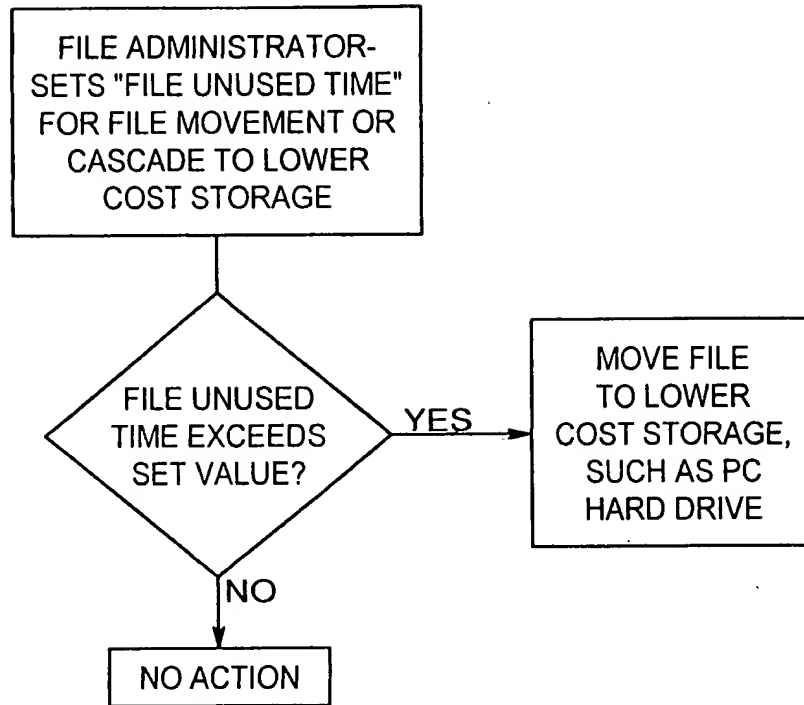 FILE ADMINISTRATOR-
SETS "FILE UNUSED TIME"
FOR FILE MOVEMENT OR
CASCADE TO LOWER
COST STORAGE
FILE UNUSED
TIME EXCEEDS
SET VALUE?
YES
MOVE FILE
TO LOWER
COST STORAGE,
SUCH AS PC
HARD DRIVE
NO
NO ACTION